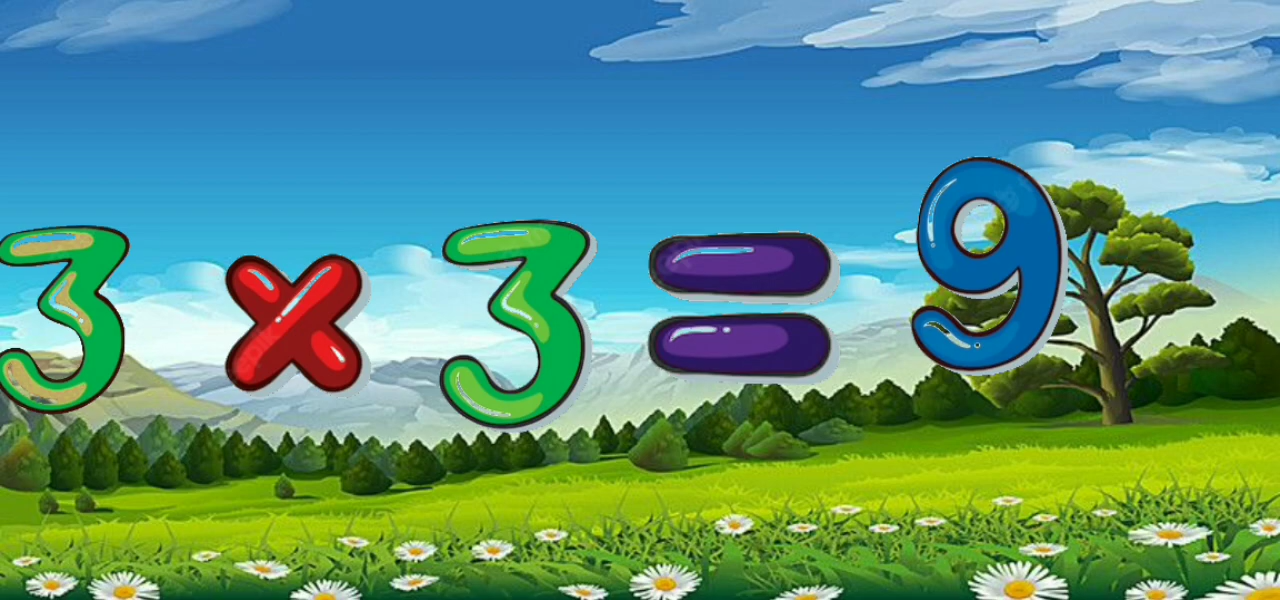 3 × 3 = 9